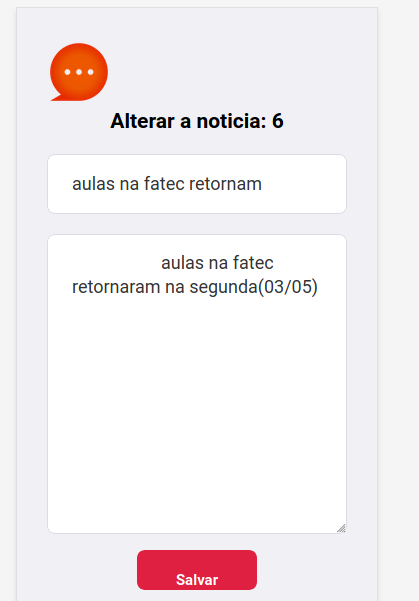 Alterar a noticia: 6
aulas na fatec retornam
aulas na fatec
retornaram na segunda(03/05)
Salvar